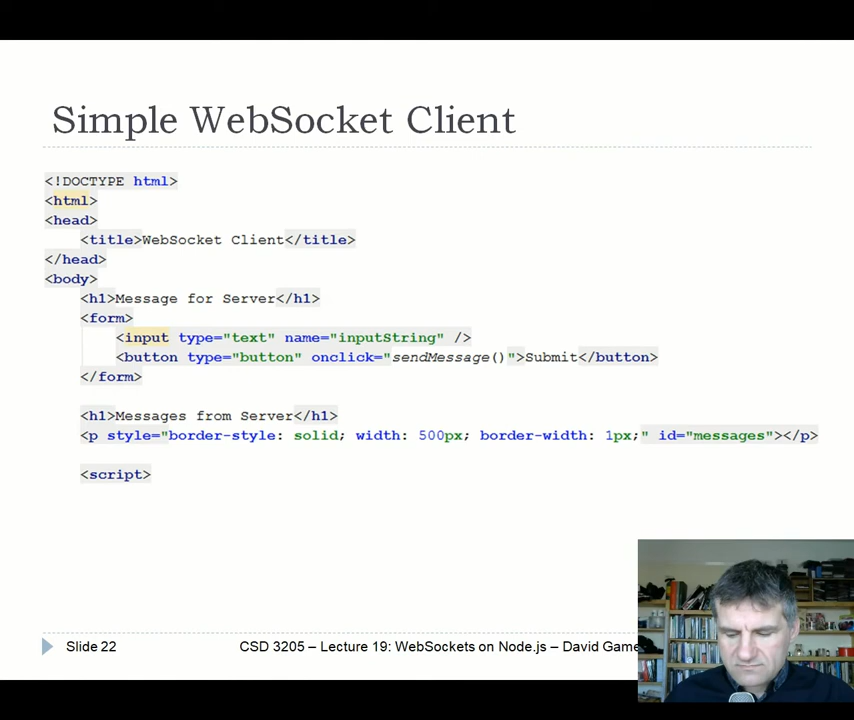 Simple WebSocket Client
<!DOCTYPE html>
<html>
<head>
<title>WebSocket Client</title>
</head>
<body>
<h1>Message for Server</h1>
<form>
<input type="text" name="inputString" />
<button type="button" onclick="sendMessage()">Submit</button>
</form>
<h1>Messages from Server</h1>
<p style="border-style: solid; width: 500px; border-width: 1px;" id="messages"></p>
<script>
Slide 22
CSD 3205 – Lecture 19: WebSockets on Node.js – David Game